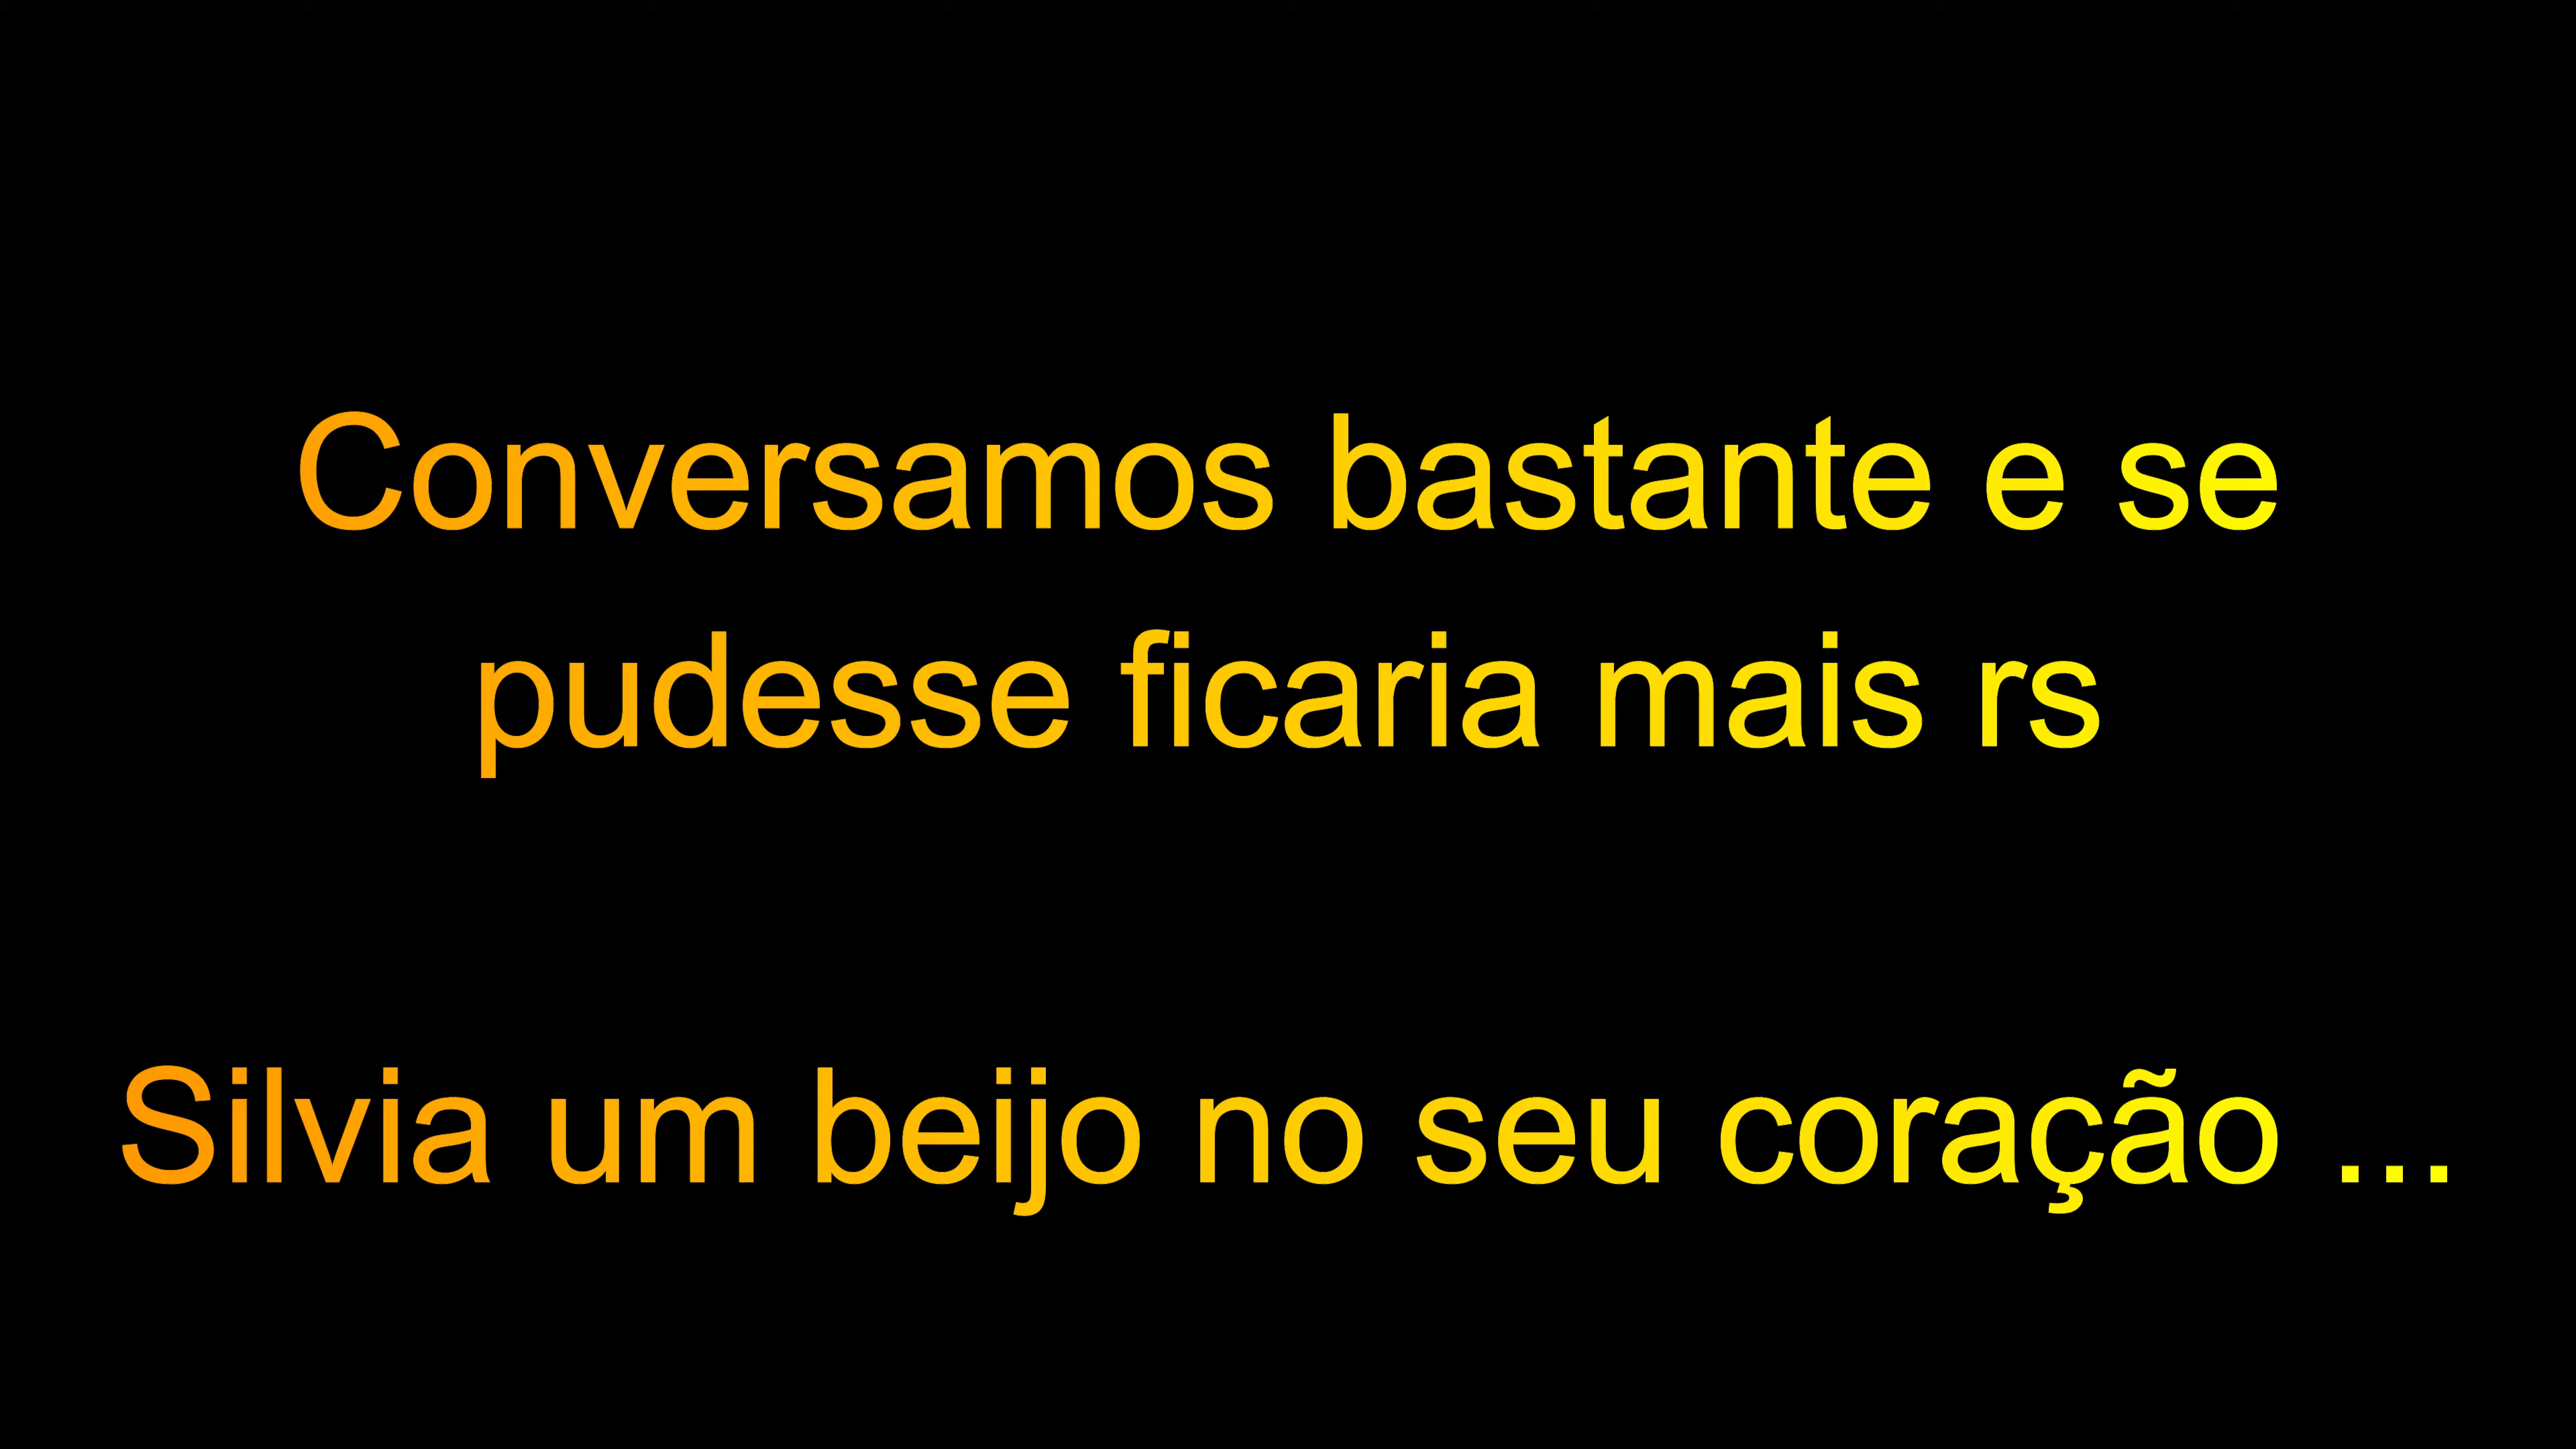 Conversamos bastante e se
pudesse ficaria mais rs
Silvia um beijo no seu coração ...